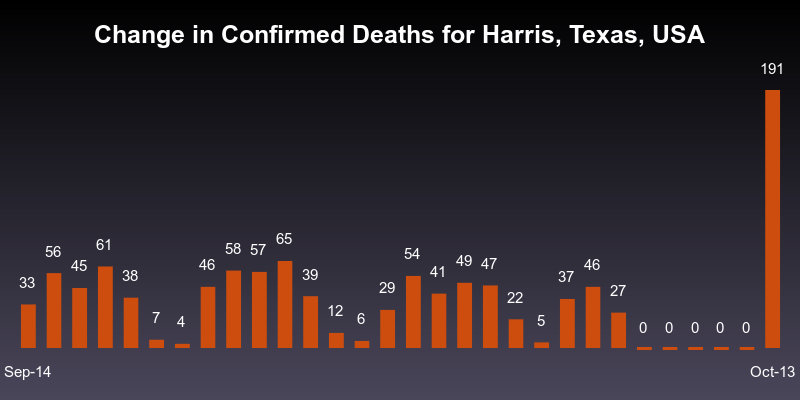 Change in Confirmed Deaths for Harris, Texas, USA
191
33 56 45 61 38 7 4 46 58 57 65 39 12 6 29 54 41 49 47 22 5 37 46 27 0 0 0 0 0
Sep-14 Oct-13